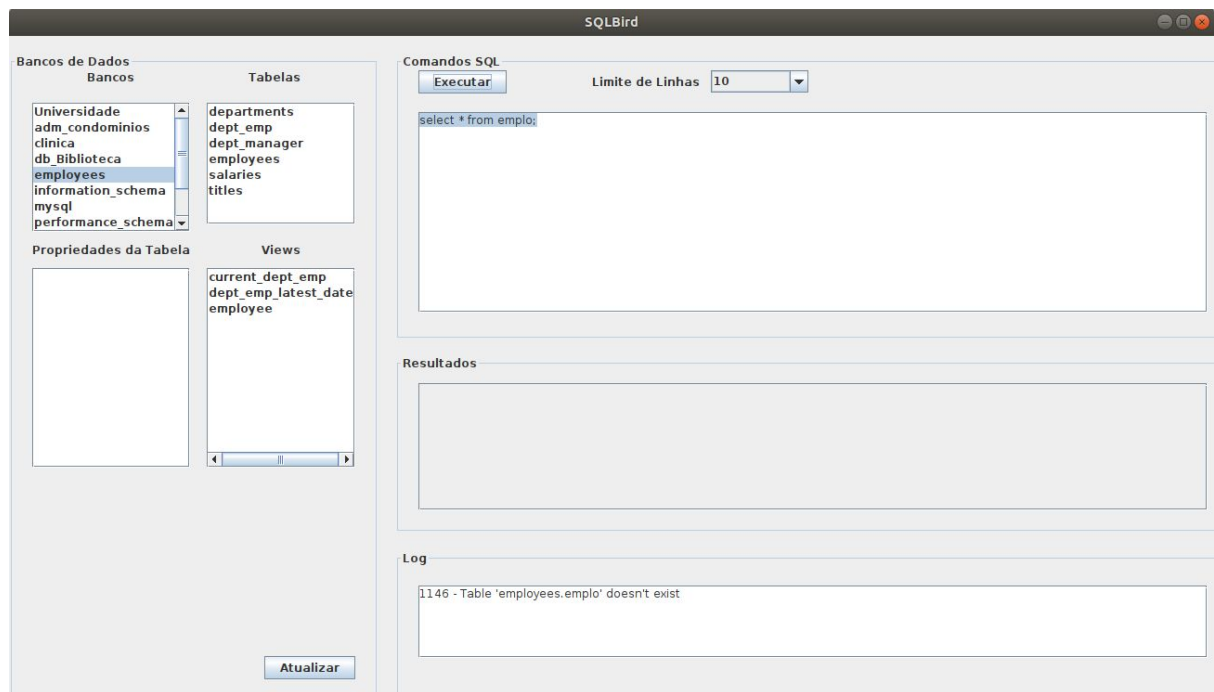 SQLBird
Bancos de Dados
Bancos
Tabelas
Universidade
adm_condominios
clinica
db_Biblioteca
employees
information_schema
mysql
performance_schema
departments
dept_emp
dept_manager
employees
salaries
titles
Propriedades da Tabela
Views
current_dept_emp
dept_emp_latest_date
employee
Atualizar
Comandos SQL
Executar
Limite de Linhas
10
select * from emplo;
Resultados
Log
1146 - Table 'employees.emplo' doesn't exist